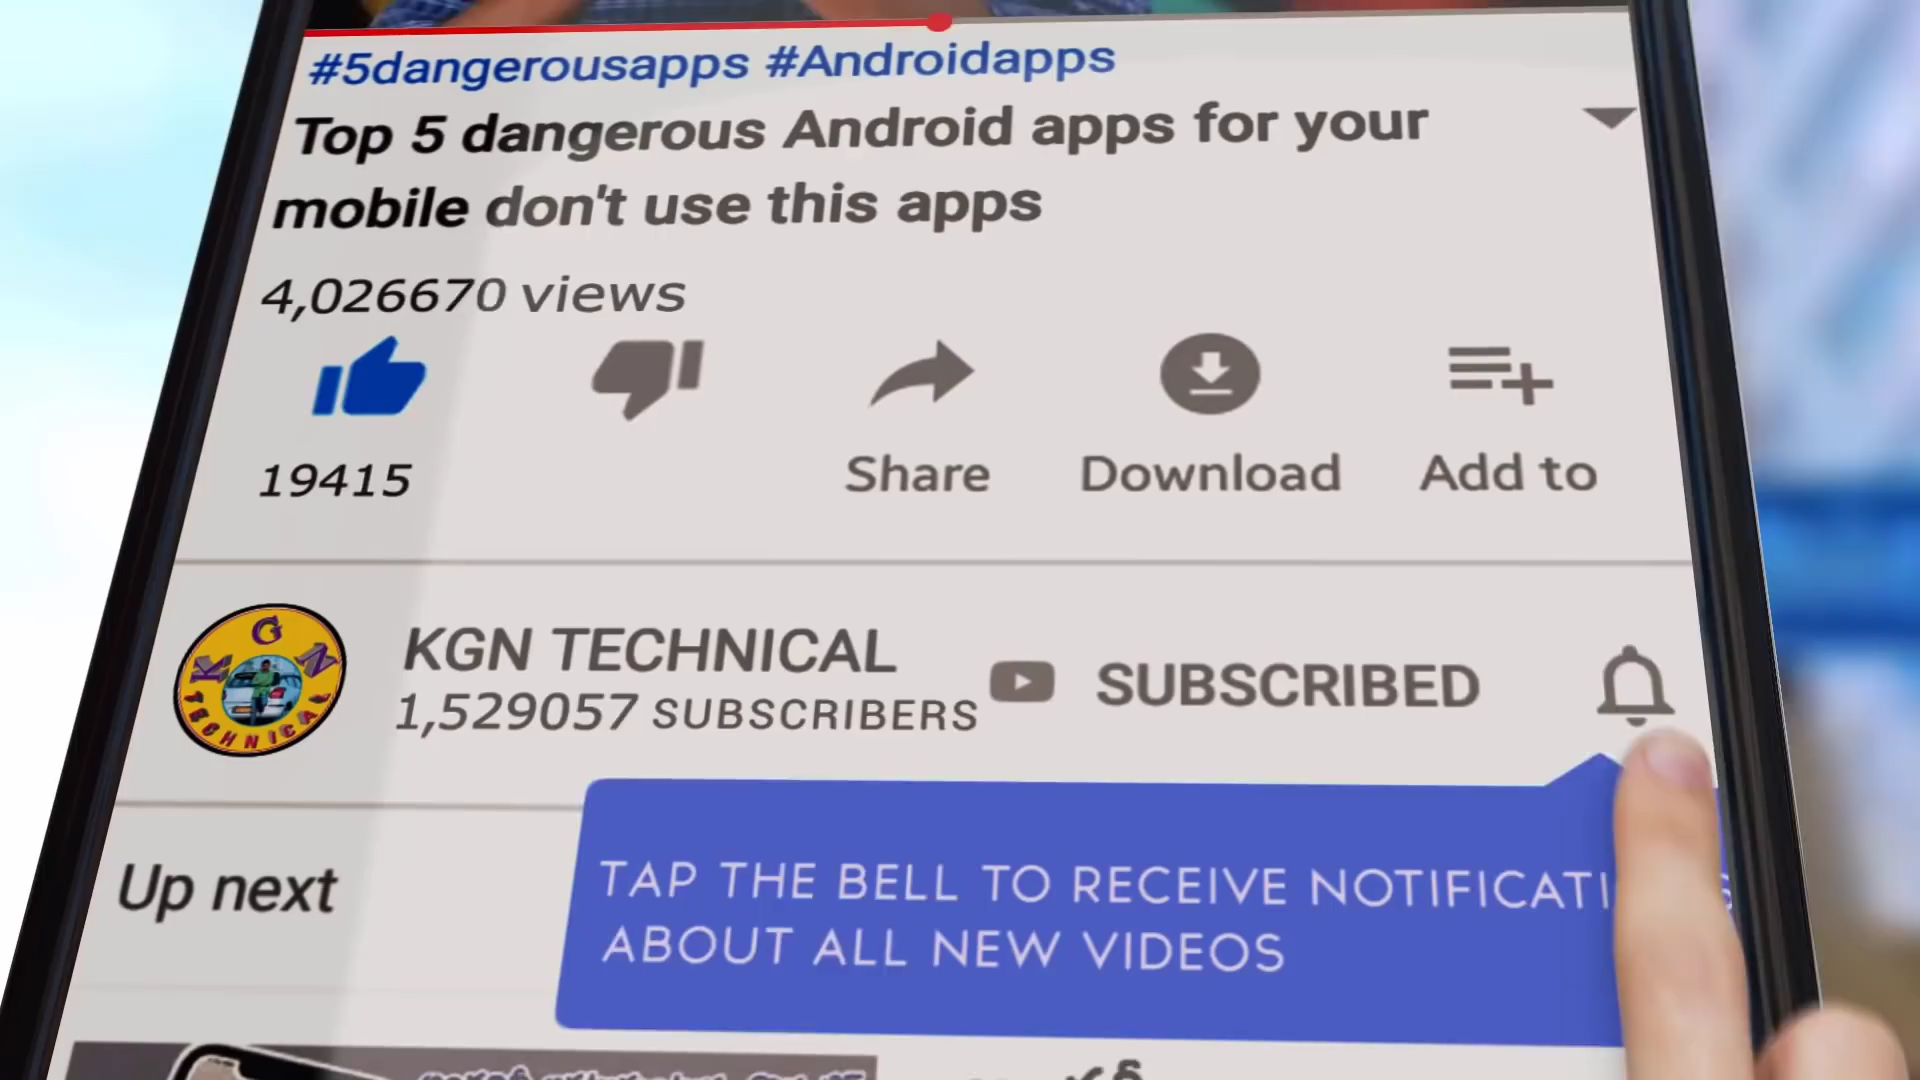 #5dangerousapps #Androidapps
Top 5 dangerous Android apps for your
mobile don't use this apps
4,026670 views
19415
Share
Download
Add to
K G N
TECHNICAL
KGN TECHNICAL
1,529057 SUBSCRIBERS
SUBSCRIBED
TAP THE BELL TO RECEIVE
ABOUT ALL NEW VIDEOS
Up next